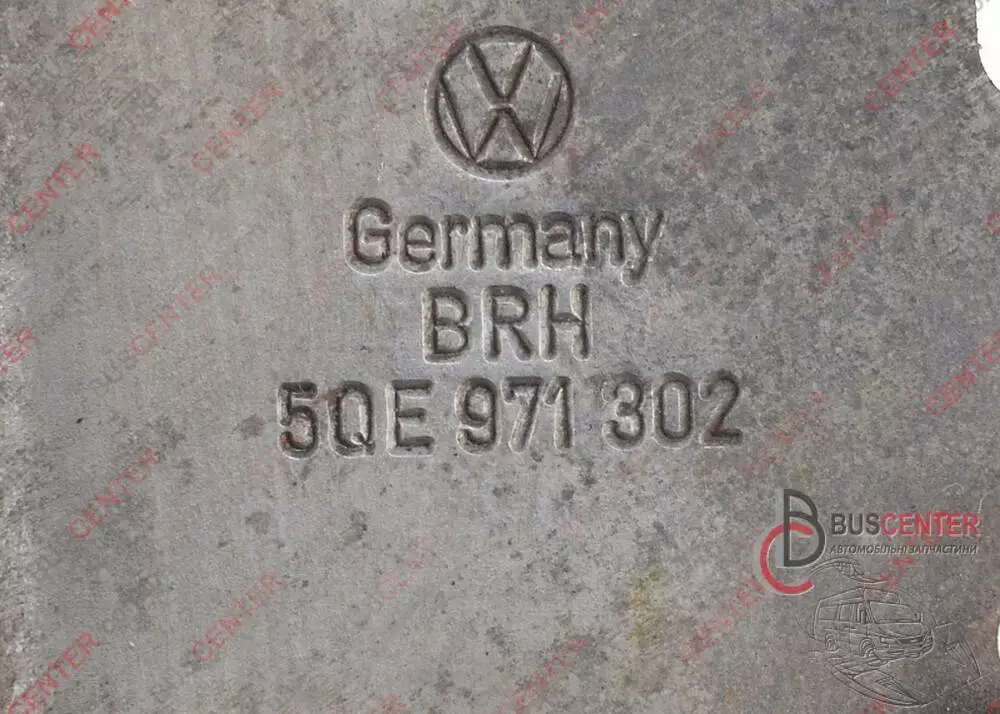 Germany
BRH
5QE 971 302
BUSCENTER
АВТОМОБІЛЬНІ ЗАПЧАСТИНИ